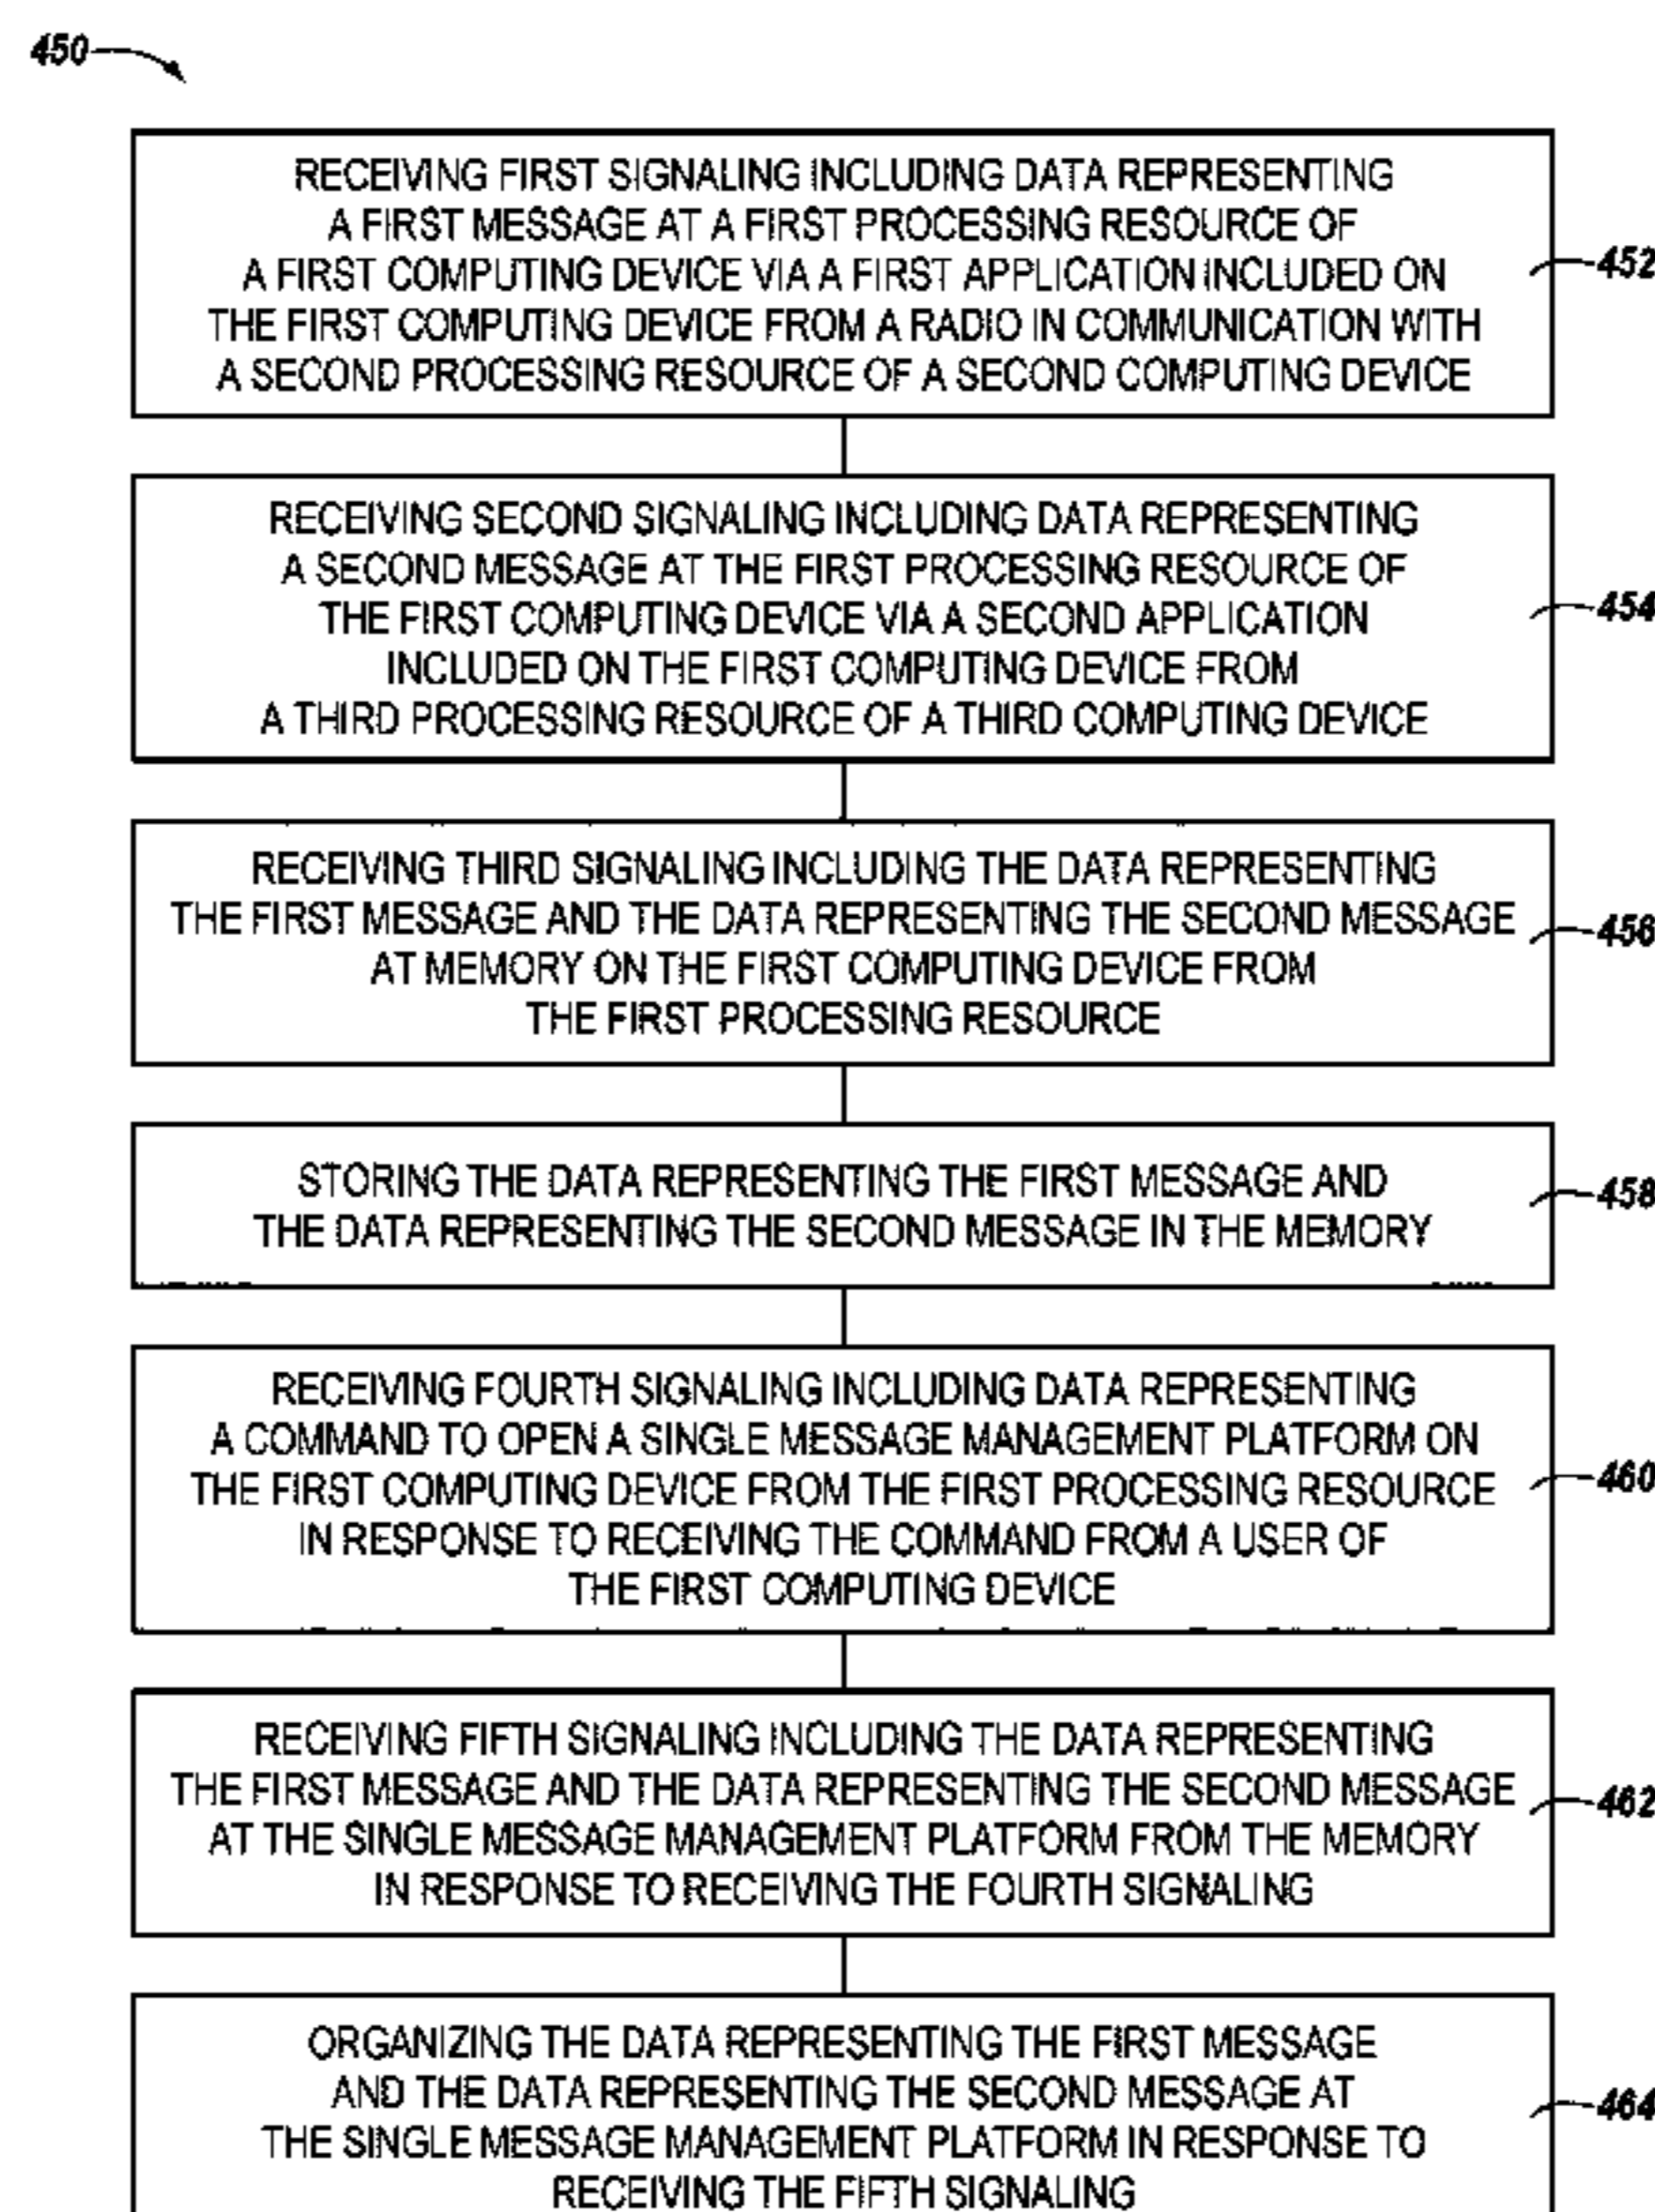 450
RECEIVING FIRST SIGNALING INCLUDING DATA REPRESENTING
A FIRST MESSAGE AT A FIRST PROCESSING RESOURCE OF
A FIRST COMPUTING DEVICE VIA A FIRST APPLICATION INCLUDED ON
THE FIRST COMPUTING DEVICE FROM A RADIO IN COMMUNICATION WITH
A SECOND PROCESSING RESOURCE OF A SECOND COMPUTING DEVICE
452
RECEIVING SECOND SIGNALING INCLUDING DATA REPRESENTING
A SECOND MESSAGE AT THE FIRST PROCESSING RESOURCE OF
THE FIRST COMPUTING DEVICE VIA A SECOND APPLICATION
INCLUDED ON THE FIRST COMPUTING DEVICE FROM
A THIRD PROCESSING RESOURCE OF A THIRD COMPUTING DEVICE
454
RECEIVING THIRD SIGNALING INCLUDING THE DATA REPRESENTING
THE FIRST MESSAGE AND THE DATA REPRESENTING THE SECOND MESSAGE
AT MEMORY ON THE FIRST COMPUTING DEVICE FROM
THE FIRST PROCESSING RESOURCE
456
STORING THE DATA REPRESENTING THE FIRST MESSAGE AND
THE DATA REPRESENTING THE SECOND MESSAGE IN THE MEMORY
458
RECEIVING FOURTH SIGNALING INCLUDING DATA REPRESENTING
A COMMAND TO OPEN A SINGLE MESSAGE MANAGEMENT PLATFORM ON
THE FIRST COMPUTING DEVICE FROM THE FIRST PROCESSING RESOURCE
IN RESPONSE TO RECEIVING THE COMMAND FROM A USER OF
THE FIRST COMPUTING DEVICE
460
RECEIVING FIFTH SIGNALING INCLUDING THE DATA REPRESENTING
THE FIRST MESSAGE AND THE DATA REPRESENTING THE SECOND MESSAGE
AT THE SINGLE MESSAGE MANAGEMENT PLATFORM FROM THE MEMORY
IN RESPONSE TO RECEIVING THE FOURTH SIGNALING
462
ORGANIZING THE DATA REPRESENTING THE FIRST MESSAGE
AND THE DATA REPRESENTING THE SECOND MESSAGE AT
THE SINGLE MESSAGE MANAGEMENT PLATFORM IN RESPONSE TO
RECEIVING THE FIFTH SIGNALING
464